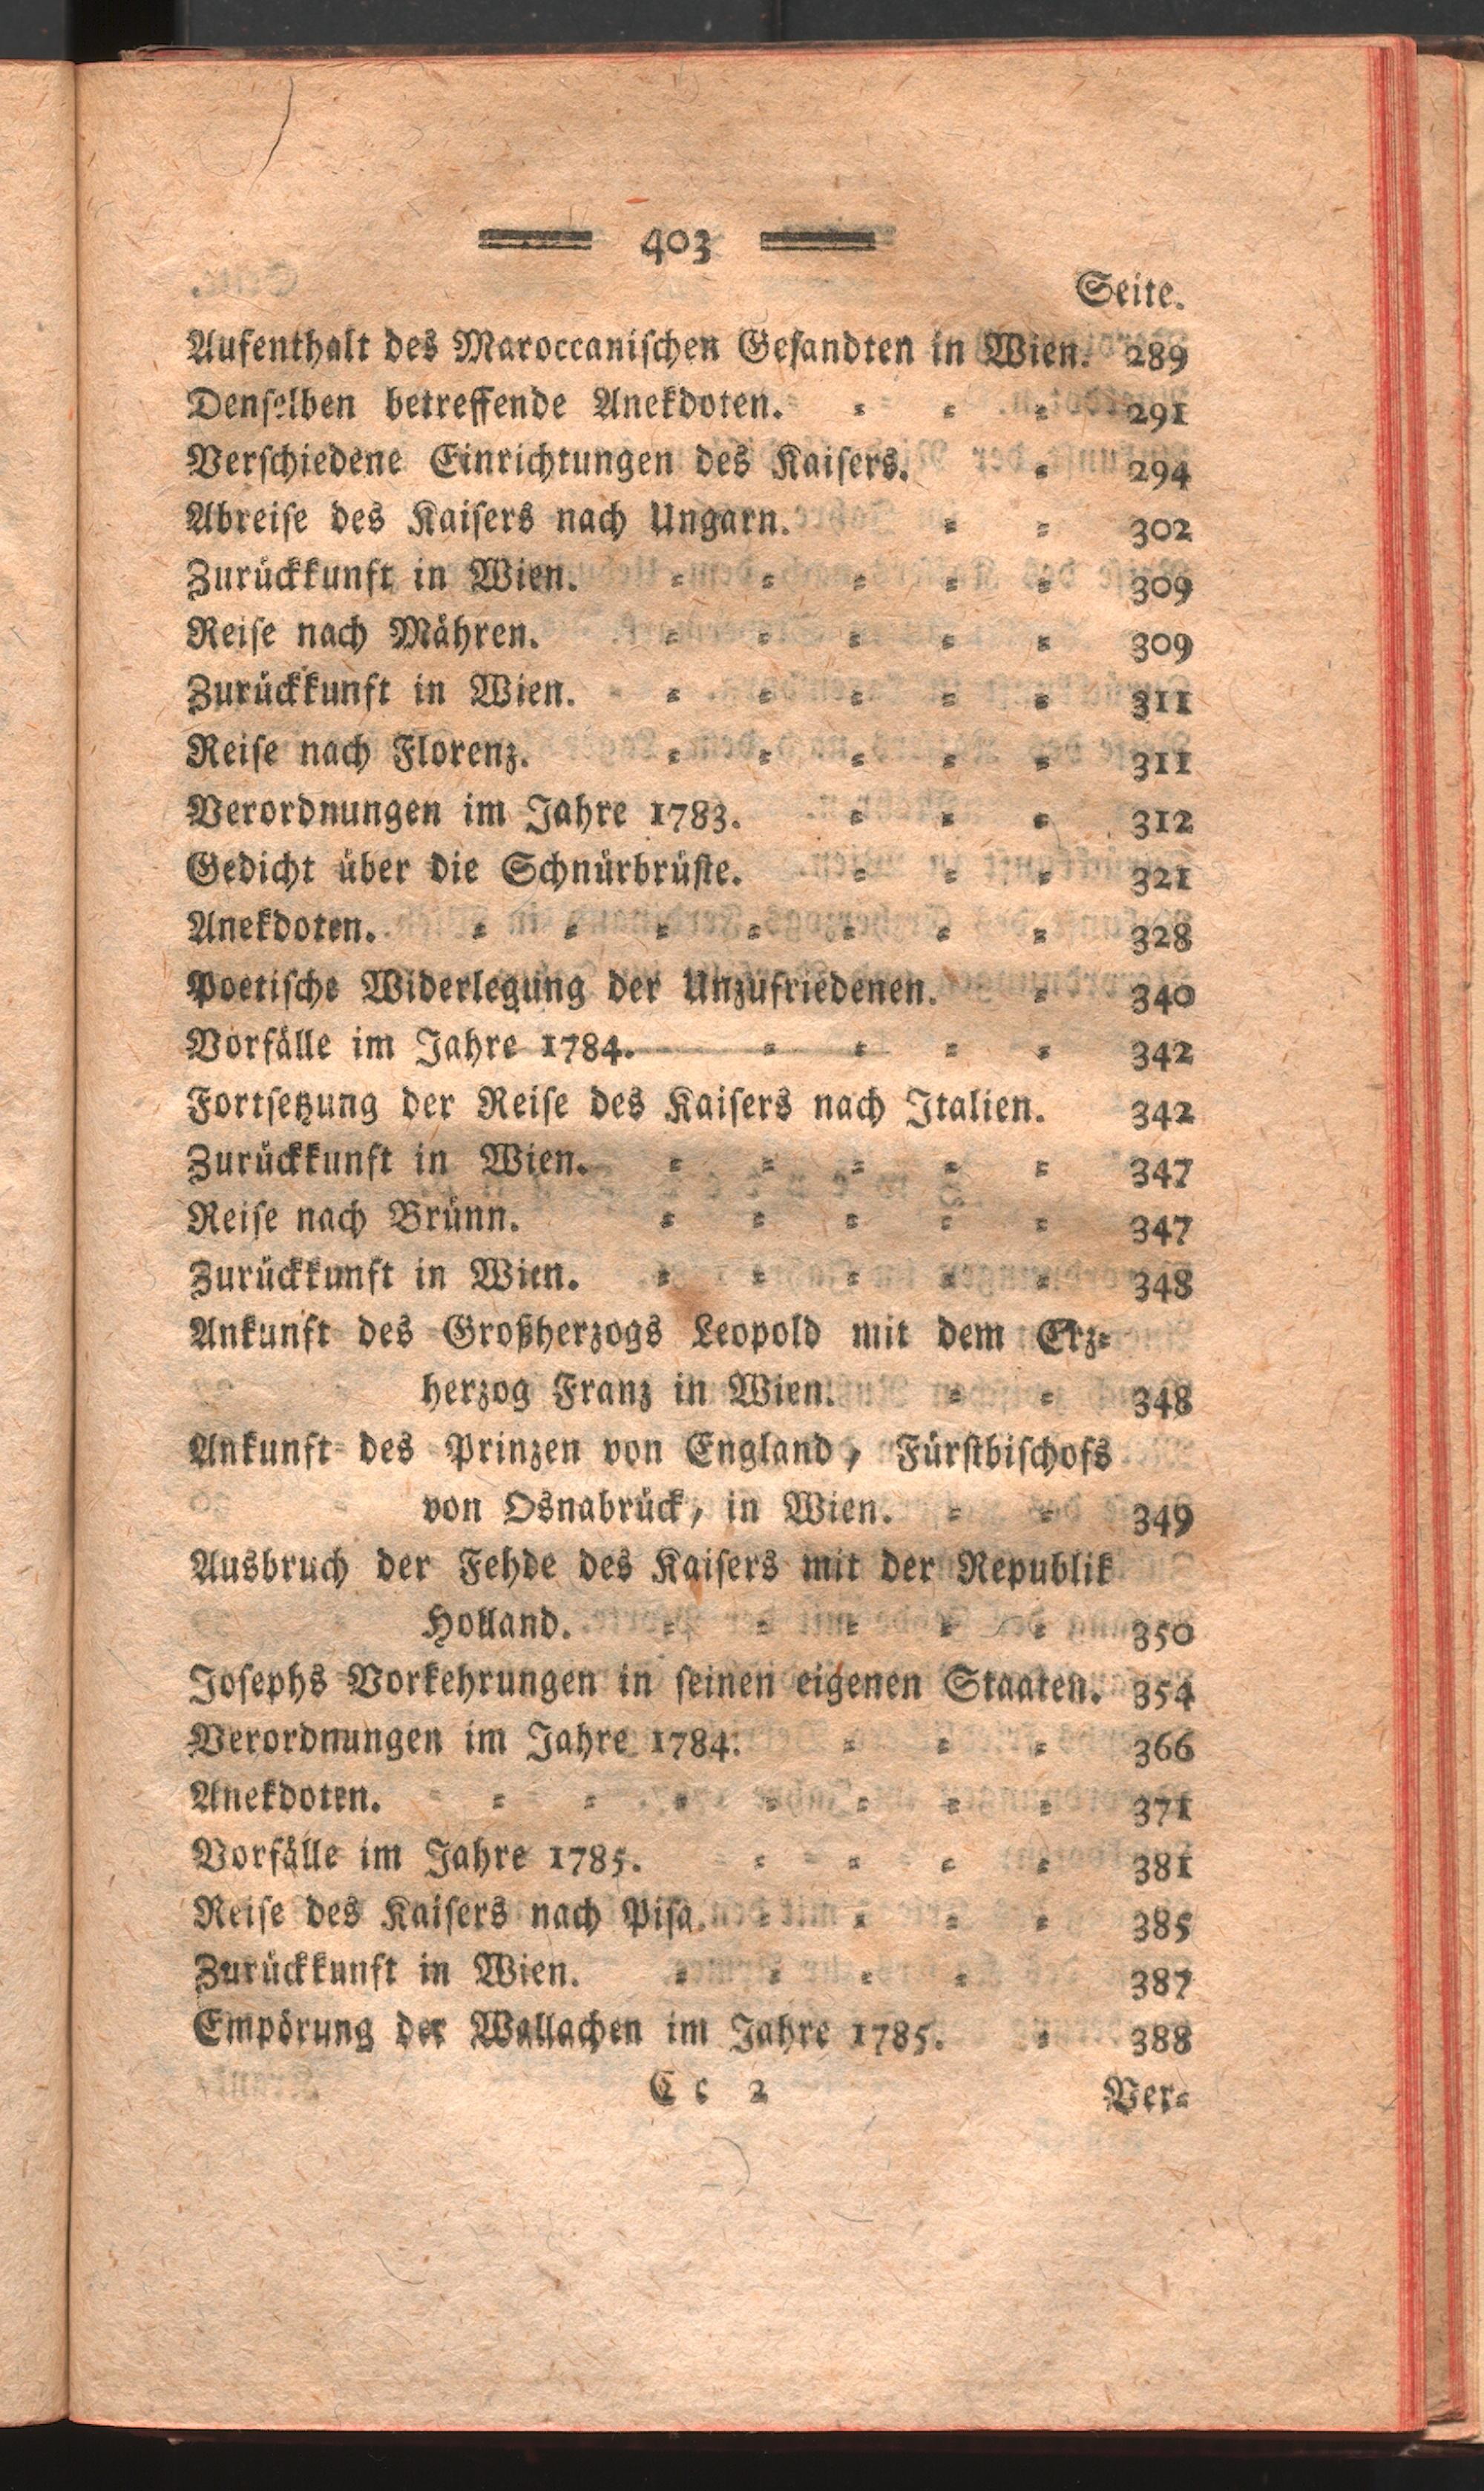 403
Seite.
Aufenthalt des Maroccanischen Gesandten in Wien. 289
Denselben betreffende Anekdoten. = = = 291
Verschiedene Einrichtungen des Kaisers. = 294
Abreise des Kaisers nach Ungarn. = = 302
Zurückkunft in Wien. = = = = = 309
Reise nach Mähren. = = = = = 309
Zurückkunft in Wien. = = = = = 311
Reise nach Florenz. = = = = = 311
Verordnungen im Jahre 1783. = = = 312
Gedicht über die Schnürbrüste. = = = 321
Anekdoten. = = = = = = = 328
Poetische Widerlegung der Unzufriedenen. = 340
Vorfälle im Jahre 1784. = = = = 342
Fortsetzung der Reise des Kaisers nach Italien. 342
Zurückkunft in Wien. = = = = = 347
Reise nach Brünn. = = = = = 347
Zurückkunft in Wien. = = = = = 348
Ankunft des Großherzogs Leopold mit dem Erz=
herzog Franz in Wien. = = 348
Ankunft des Prinzen von England, Fürstbischofs
von Osnabrück, in Wien. = = 349
Ausbruch der Fehde des Kaisers mit der Republik
Holland. = = = = = 350
Josephs Vorkehrungen in seinen eigenen Staaten. 354
Verordnungen im Jahre 1784. = = = 366
Anekdoten. = = = = = = = 371
Vorfälle im Jahre 1785. = = = = 381
Reise des Kaisers nach Pisa. = = = = 385
Zurückkunft in Wien. = = = = 387
Empörung der Wallachen im Jahre 1785. = 388
C c 2 Ver=